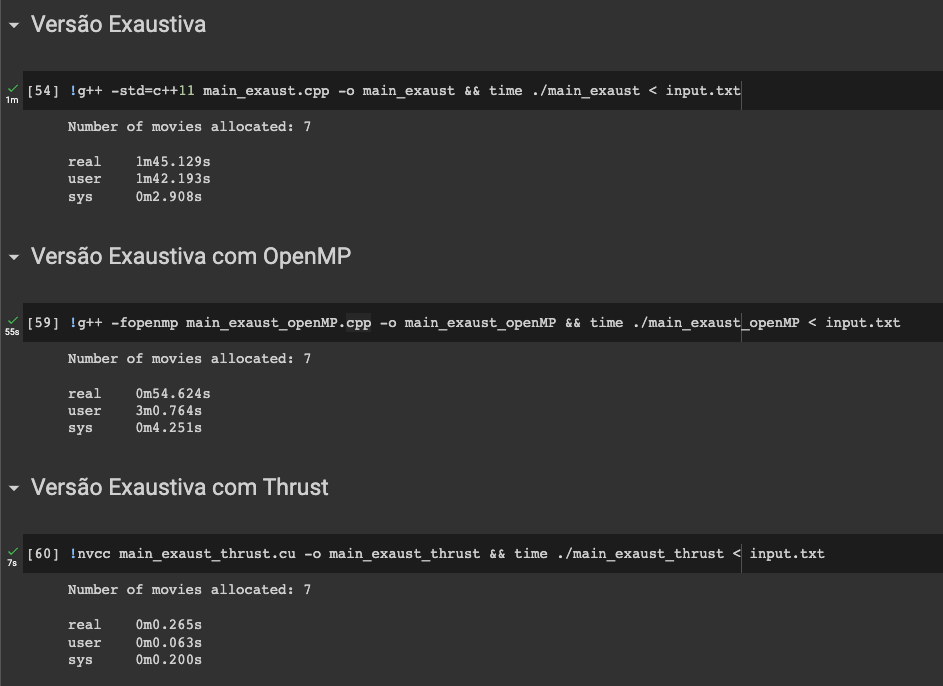 Versão Exaustiva
1m
[54] !g++ -std=c++11 main_exaust.cpp -o main_exaust && time ./main_exaust < input.txt
Number of movies allocated: 7
real 1m45.129s
user 1m42.193s
sys 0m2.908s
Versão Exaustiva com OpenMP
55s
[59] !g++ -fopenmp main_exaust_openMP.cpp -o main_exaust_openMP && time ./main_exaust_openMP < input.txt
Number of movies allocated: 7
real 0m54.624s
user 3m0.764s
sys 0m4.251s
Versão Exaustiva com Thrust
7s
[60] !nvcc main_exaust_thrust.cu -o main_exaust_thrust && time ./main_exaust_thrust < input.txt
Number of movies allocated: 7
real 0m0.265s
user 0m0.063s
sys 0m0.200s